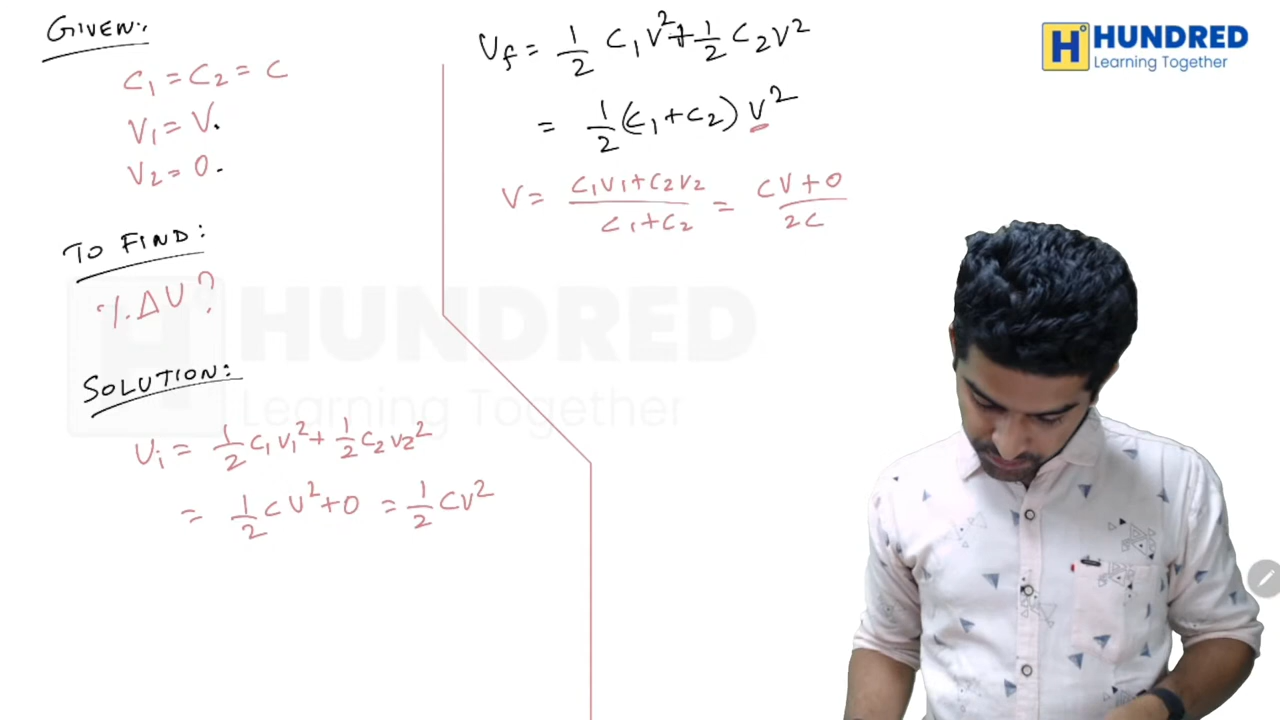 GIVEN:
C₁ = C₂ = C
V₁ = V.
V₂ = 0.
TO FIND:
%ΔU?
SOLUTION:
Uᵢ = 1/2 C₁V₁² + 1/2 C₂V₂²
= 1/2 CV² + 0 = 1/2 CV²
U_f = 1/2 C₁V² + 1/2 C₂V²
= 1/2 (C₁ + C₂) V²
V = (C₁V₁ + C₂V₂)/(C₁ + C₂) = (CV + 0)/2C
HUNDRED
Learning Together
HUNDRED
Learning Together